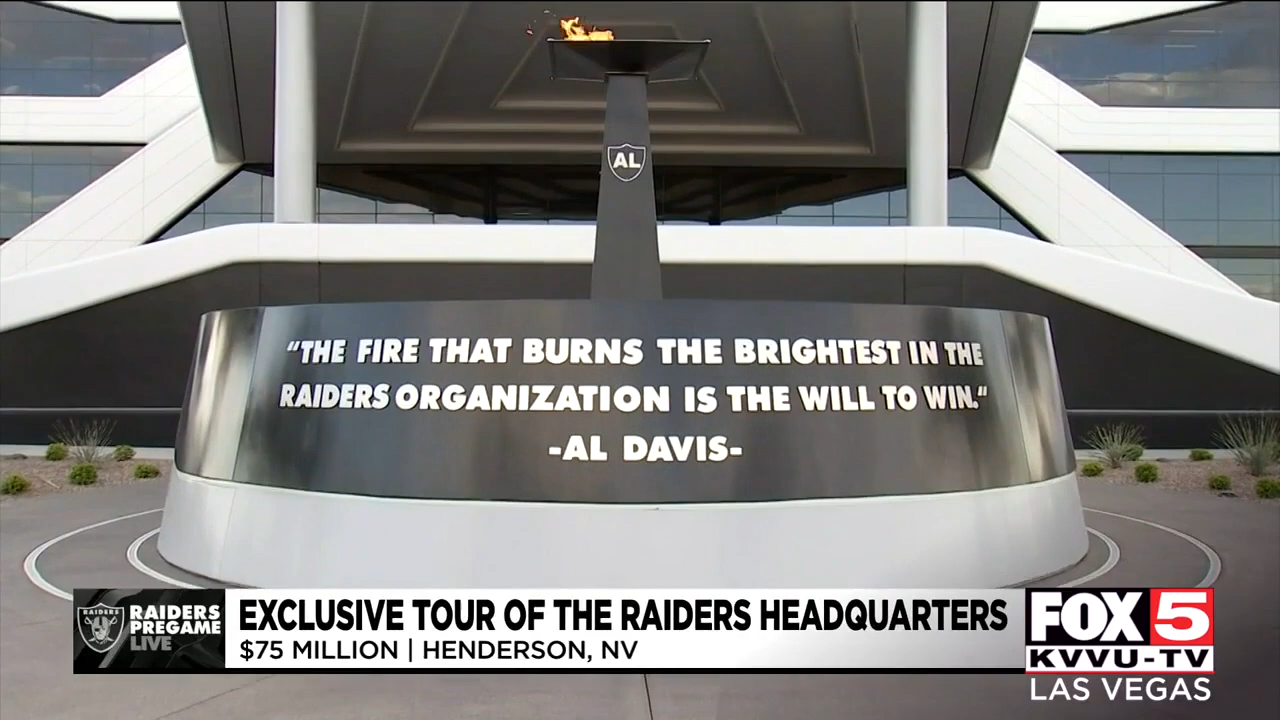 AL
“THE FIRE THAT BURNS THE BRIGHTEST IN THE
RAIDERS ORGANIZATION IS THE WILL TO WIN.“
-AL DAVIS-
RAIDERS
RAIDERS
PREGAME
LIVE
EXCLUSIVE TOUR OF THE RAIDERS HEADQUARTERS
$75 MILLION | HENDERSON, NV
FOX 5
KVVU-TV
LAS VEGAS